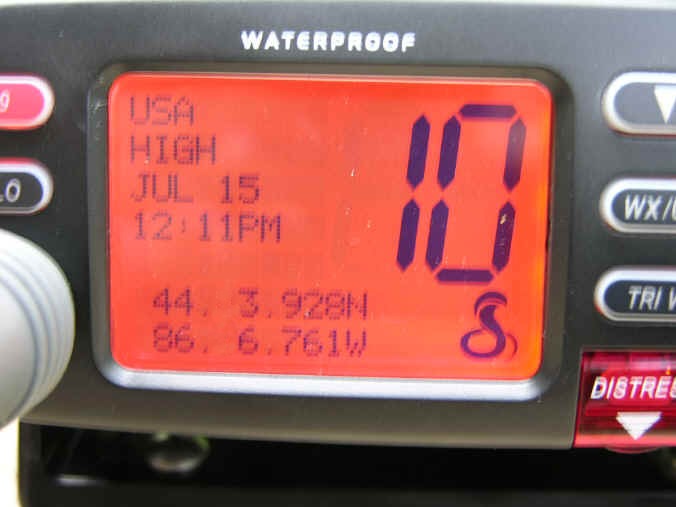 WATERPROOF
USA
HIGH
JUL 15
12:11PM
10
44. 3.928N
86. 6.761W
WX/
TRI
DISTRES